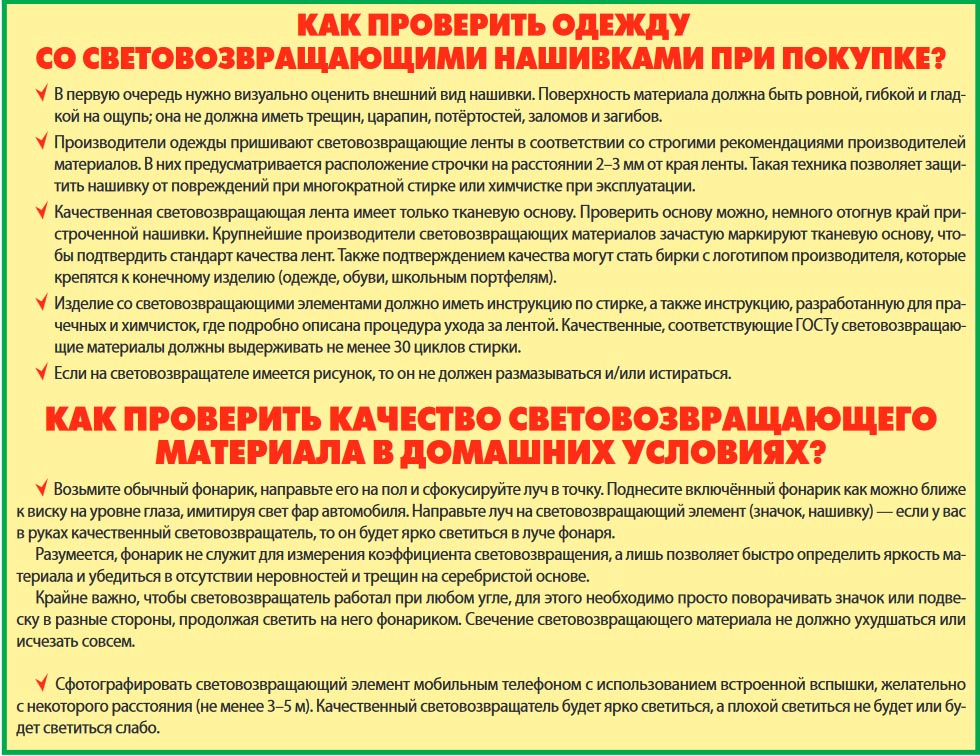 КАК ПРОВЕРИТЬ ОДЕЖДУ
СО СВЕТОВОЗВРАЩАЮЩИМИ НАШИВКАМИ ПРИ ПОКУПКЕ?
В первую очередь нужно визуально оценить внешний вид нашивки. Поверхность материала должна быть ровной, гибкой и глад-
кой на ощупь; она не должна иметь трещин, царапин, потёртостей, заломов и загибов.
Производители одежды пришивают световозвращающие ленты в соответствии со строгими рекомендациями производителей
материалов. В них предусматривается расположение строчки на расстоянии 2–3 мм от края ленты. Такая техника позволяет защи-
тить нашивку от повреждений при многократной стирке или химчистке при эксплуатации.
Качественная световозвращающая лента имеет только тканевую основу. Проверить основу можно, немного отогнув край при-
строченной нашивки. Крупнейшие производители световозвращающих материалов зачастую маркируют тканевую основу, что-
бы подтвердить стандарт качества лент. Также подтверждением качества могут стать бирки с логотипом производителя, которые
крепятся к конечному изделию (одежде, обуви, школьным портфелям).
Изделие со световозвращающими элементами должно иметь инструкцию по стирке, а также инструкцию, разработанную для пра-
чечных и химчисток, где подробно описана процедура ухода за лентой. Качественные, соответствующие ГОСТу световозвращаю-
щие материалы должны выдерживать не менее 30 циклов стирки.
Если на световозвращателе имеется рисунок, то он не должен размазываться и/или истираться.
КАК ПРОВЕРИТЬ КАЧЕСТВО СВЕТОВОЗВРАЩАЮЩЕГО
МАТЕРИАЛА В ДОМАШНИХ УСЛОВИЯХ?
Возьмите обычный фонарик, направьте его на пол и сфокусируйте луч в точку. Поднесите включённый фонарик как можно ближе
к виску на уровне глаза, имитируя свет фар автомобиля. Направьте луч на световозвращающий элемент (значок, нашивку) — если у вас
в руках качественный световозвращатель, то он будет ярко светиться в луче фонаря.
Разумеется, фонарик не служит для измерения коэффициента световозвращения, а лишь позволяет быстро определить яркость ма-
териала и убедиться в отсутствии неровностей и трещин на серебристой основе.
Крайне важно, чтобы световозвращатель работал при любом угле, для этого необходимо просто поворачивать значок или подве-
ску в разные стороны, продолжая светить на него фонариком. Свечение световозвращающего материала не должно ухудшаться или
исчезать совсем.
Сфотографировать световозвращающий элемент мобильным телефоном с использованием встроенной вспышки, желательно
с некоторого расстояния (не менее 3–5 м). Качественный световозвращатель будет ярко светиться, а плохой светиться не будет или бу-
дет светиться слабо.